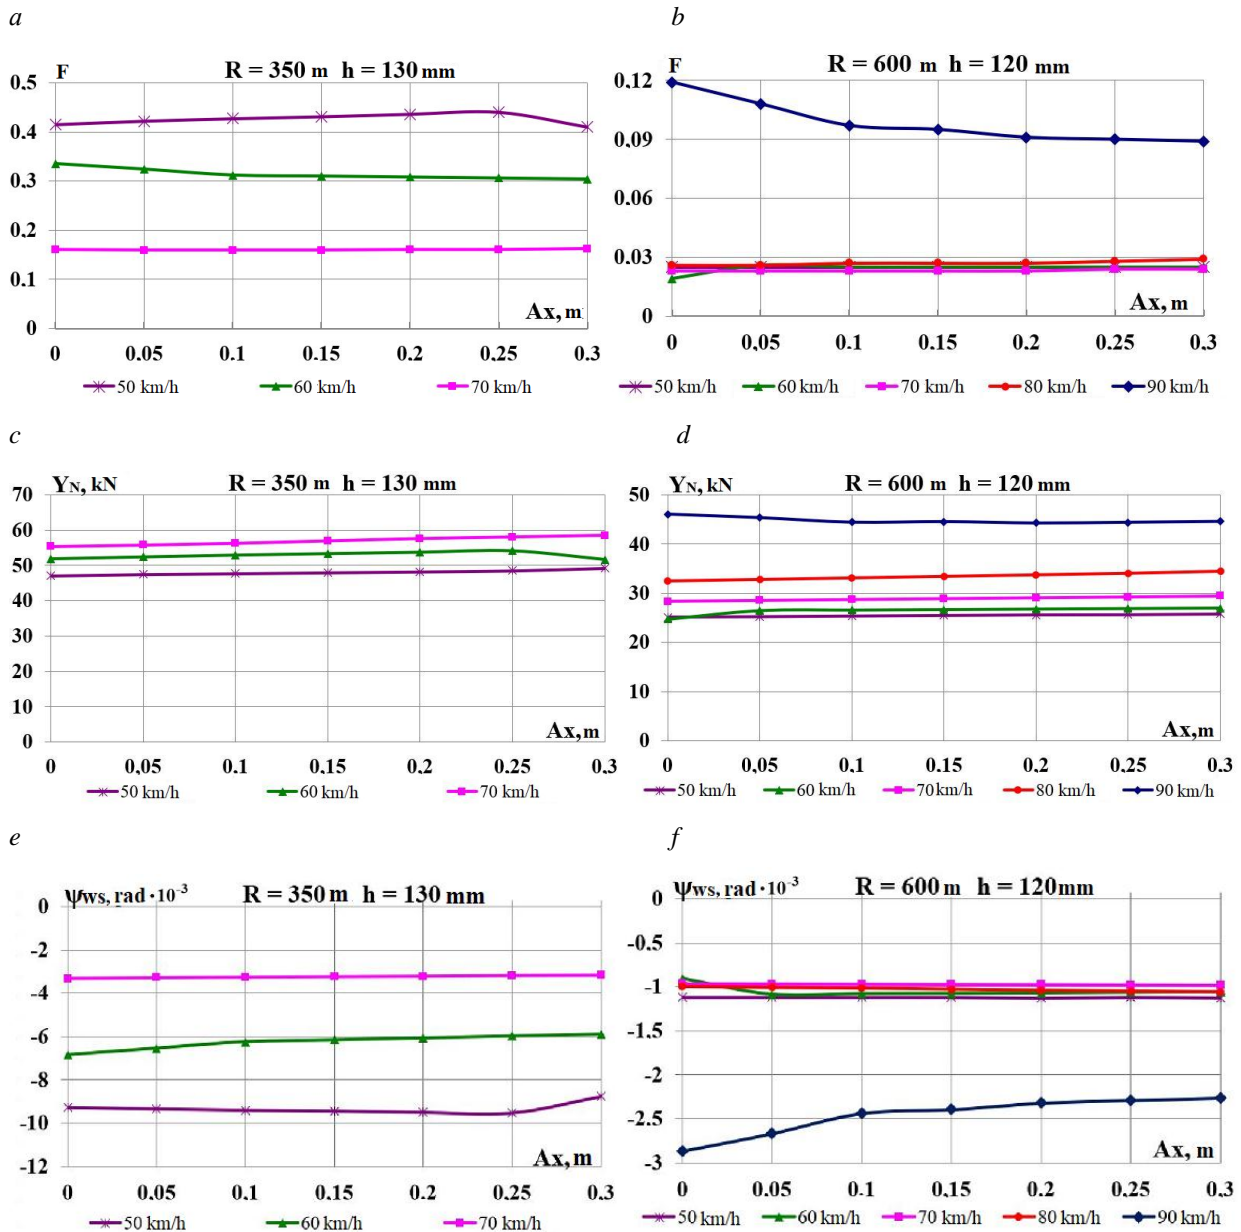 a
b
F R = 350 m h = 130 mm
0.5
0.4
0.3
0.2
0.1
0
Ax, m
0 0.05 0.1 0.15 0.2 0.25 0.3
50 km/h 60 km/h 70 km/h
F R = 600 m h = 120 mm
0.12
0.09
0.06
0.03
0
Ax, m
0 0.05 0.1 0.15 0.2 0.25 0.3
50 km/h 60 km/h 70 km/h 80 km/h 90 km/h
c
d
YN, kN R = 350 m h = 130 mm
70
60
50
40
30
20
10
0
Ax, m
0 0.05 0.1 0.15 0.2 0.25 0.3
50 km/h 60 km/h 70 km/h
YN, kN R = 600 m h = 120 mm
50
40
30
20
10
0
Ax, m
0 0.05 0.1 0.15 0.2 0.25 0.3
50 km/h 60 km/h 70 km/h 80 km/h 90 km/h
e
f
ψws, rad·10⁻³ R = 350 m h = 130 mm
0
-2
-4
-6
-8
-10
-12
Ax, m
0 0.05 0.1 0.15 0.2 0.25 0.3
50 km/h 60 km/h 70 km/h
ψws, rad·10⁻³ R = 600 m h = 120 mm
0
-0.5
-1
-1.5
-2
-2.5
-3
Ax, m
0 0.05 0.1 0.15 0.2 0.25 0.3
50 km/h 60 km/h 70 km/h 80 km/h 90 km/h